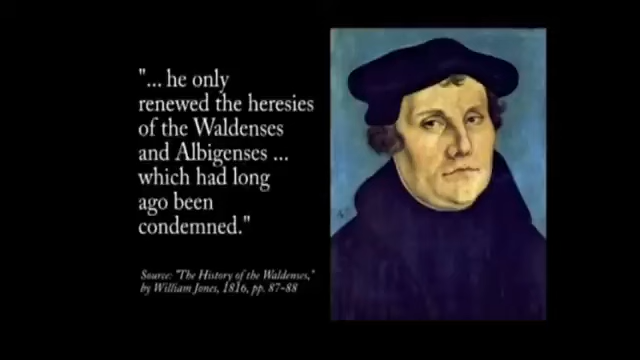 "... he only
renewed the heresies
of the Waldenses
and Albigenses ...
which had long
ago been
condemned."
Source: "The History of the Waldenses,"
by William Jones, 1816, pp. 87-88